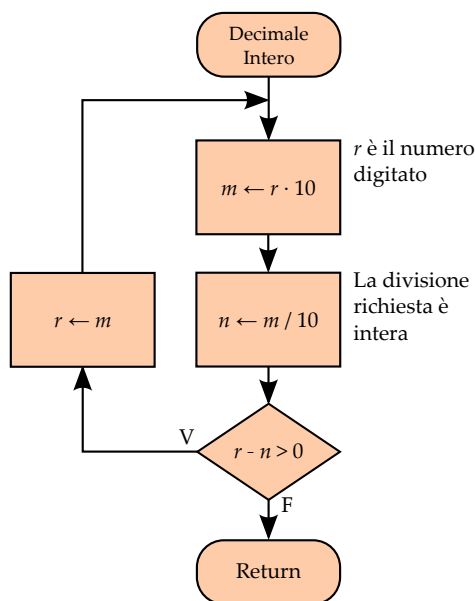 Decimale
Intero
m ← r · 10
r è il numero
digitato
r ← m
n ← m / 10
La divisione
richiesta è
intera
V
r - n > 0
F
Return